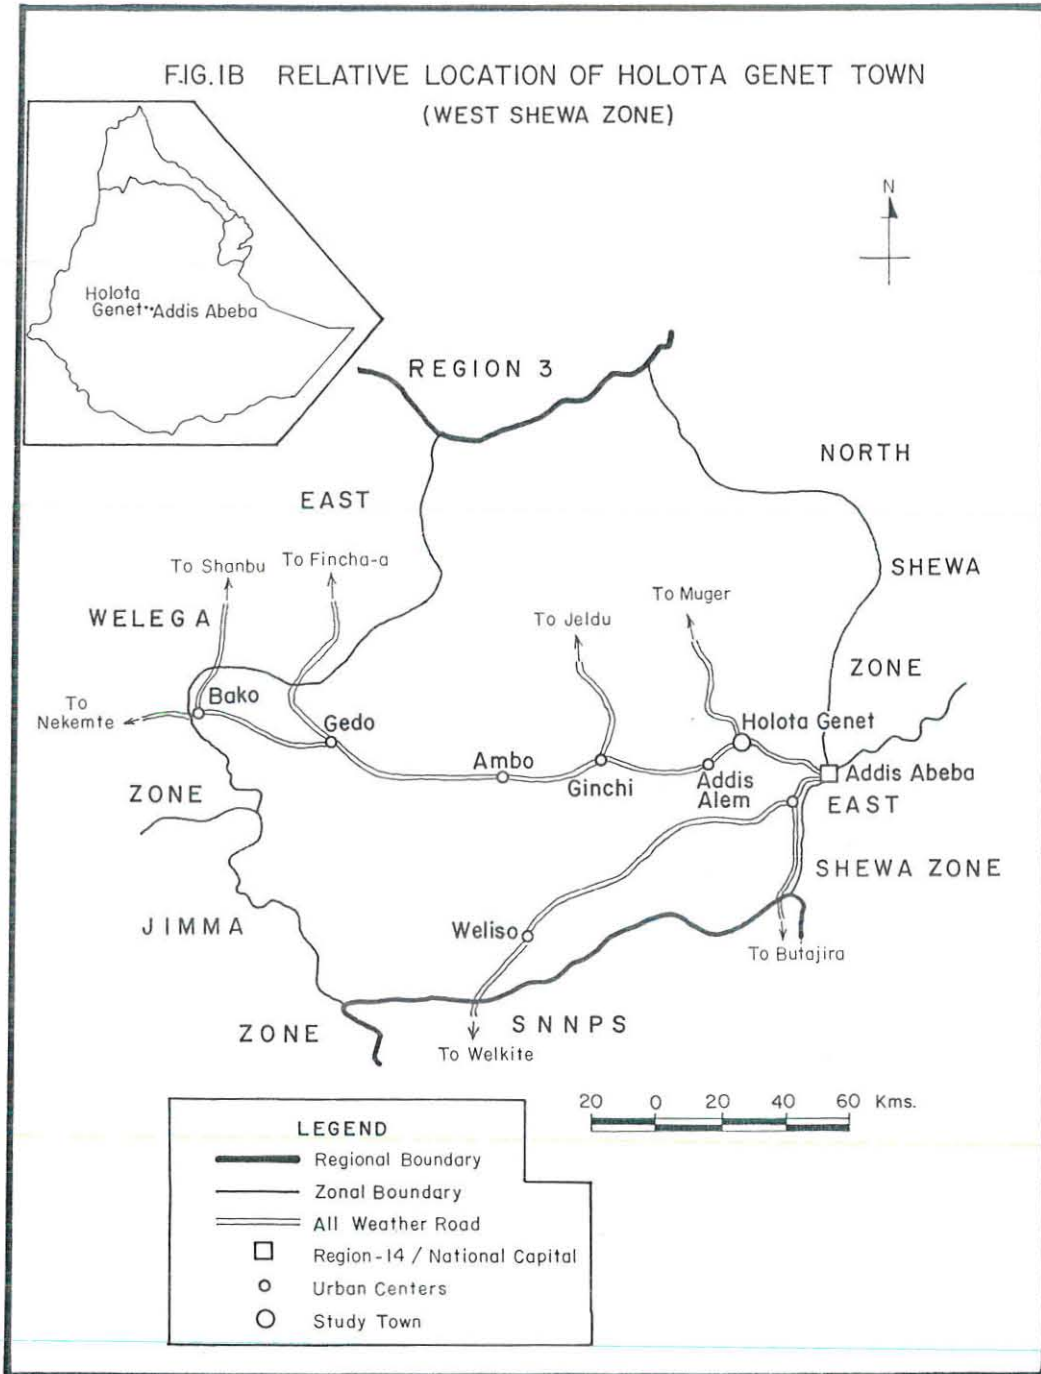 FIG.1B RELATIVE LOCATION OF HOLOTA GENET TOWN
(WEST SHEWA ZONE)
N
Holota
Genet
Addis Abeba
REGION 3
NORTH
EAST
To Shanbu
To Fincha-a
SHEWA
WELEGA
To Jeldu
To Muger
ZONE
To
Nekemte
Bako
Gedo
Holota Genet
Ambo
Ginchi
Addis
Alem
Addis Abeba
ZONE
EAST
SHEWA ZONE
JIMMA
Weliso
To Butajira
ZONE
SNNPS
To Welkite
20 0 20 40 60 Kms.
LEGEND
Regional Boundary
Zonal Boundary
All Weather Road
Region-14 / National Capital
Urban Centers
Study Town